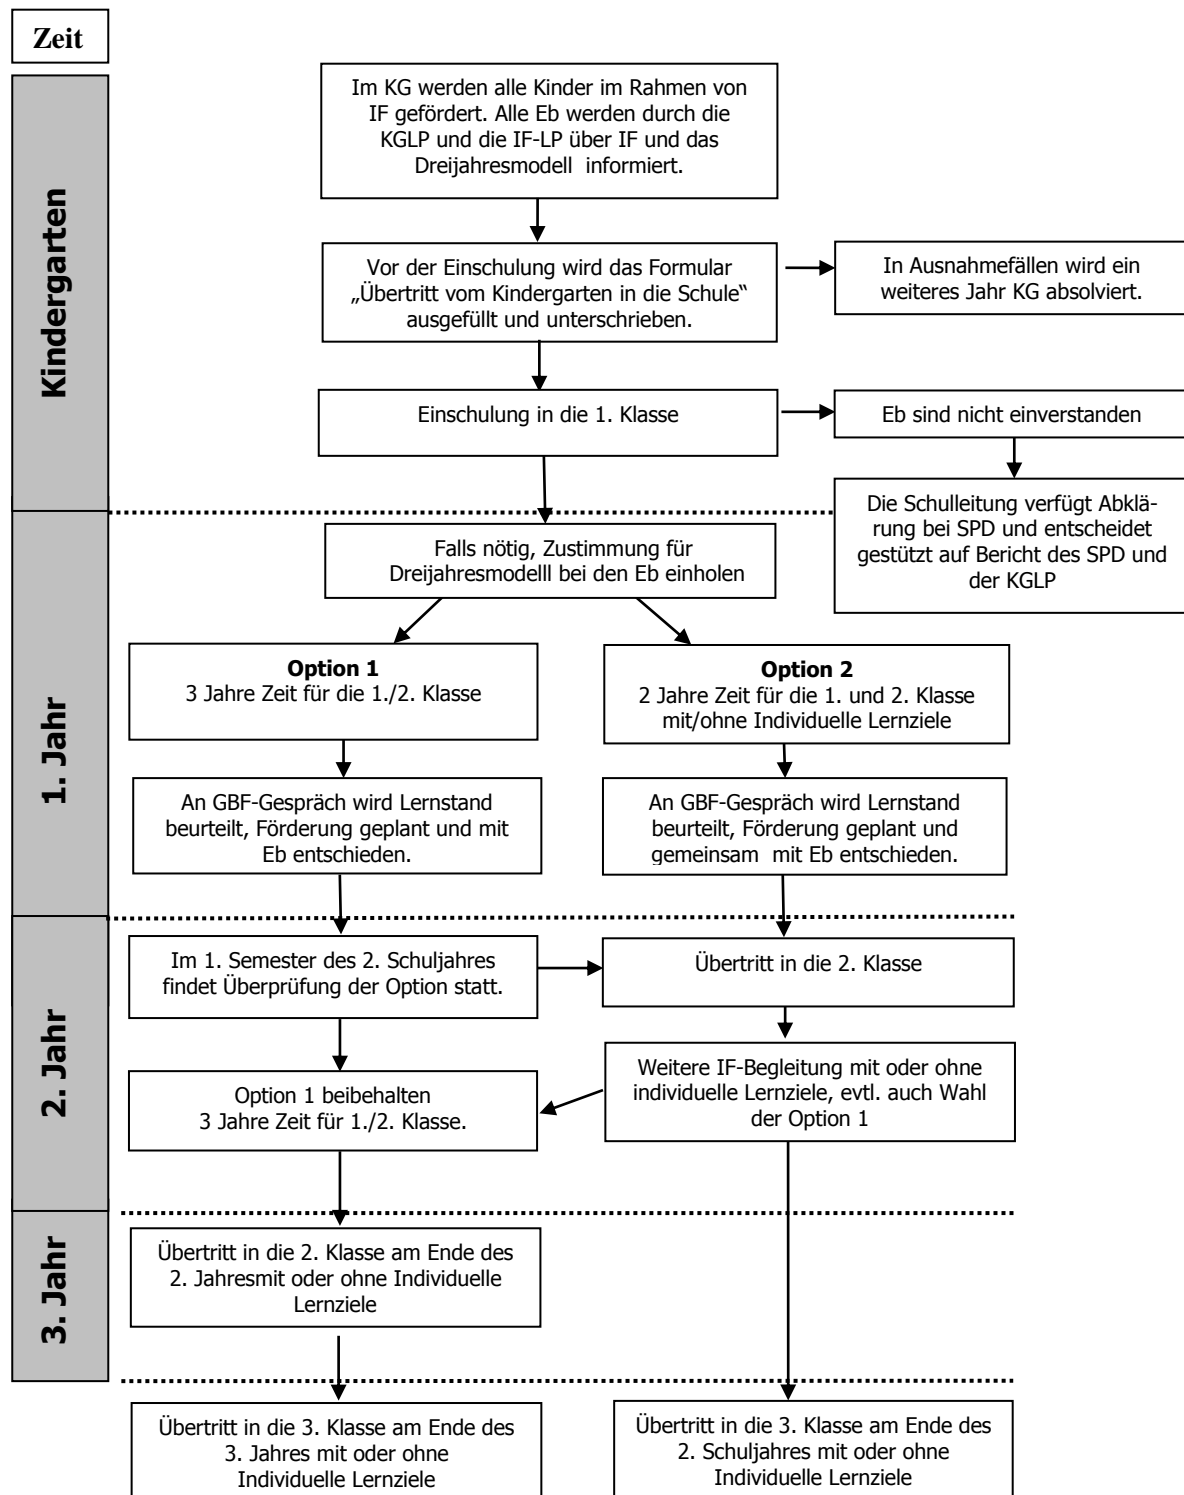 Zeit
Kindergarten
Im KG werden alle Kinder im Rahmen von
IF gefördert. Alle Eb werden durch die
KGLP und die IF-LP über IF und das
Dreijahresmodell  informiert.
Vor der Einschulung wird das Formular
„Übertritt vom Kindergarten in die Schule“
ausgefüllt und unterschrieben.
In Ausnahmefällen wird ein
weiteres Jahr KG absolviert.
Einschulung in die 1. Klasse
Eb sind nicht einverstanden
Die Schulleitung verfügt Abklä-
rung bei SPD und entscheidet
gestützt auf Bericht des SPD und
der KGLP
1. Jahr
Falls nötig, Zustimmung für
Dreijahresmodelll bei den Eb einholen
Option 1
3 Jahre Zeit für die 1./2. Klasse
Option 2
2 Jahre Zeit für die 1. und 2. Klasse
mit/ohne Individuelle Lernziele
An GBF-Gespräch wird Lernstand
beurteilt, Förderung geplant und mit
Eb entschieden.
An GBF-Gespräch wird Lernstand
beurteilt, Förderung geplant und
gemeinsam  mit Eb entschieden.
2. Jahr
Im 1. Semester des 2. Schuljahres
findet Überprüfung der Option statt.
Übertritt in die 2. Klasse
Option 1 beibehalten
3 Jahre Zeit für 1./2. Klasse.
Weitere IF-Begleitung mit oder ohne
individuelle Lernziele, evtl. auch Wahl
der Option 1
3. Jahr
Übertritt in die 2. Klasse am Ende des
2. Jahresmit oder ohne Individuelle
Lernziele
Übertritt in die 3. Klasse am Ende des
3. Jahres mit oder ohne
Individuelle Lernziele
Übertritt in die 3. Klasse am Ende des
2. Schuljahres mit oder ohne
Individuelle Lernziele